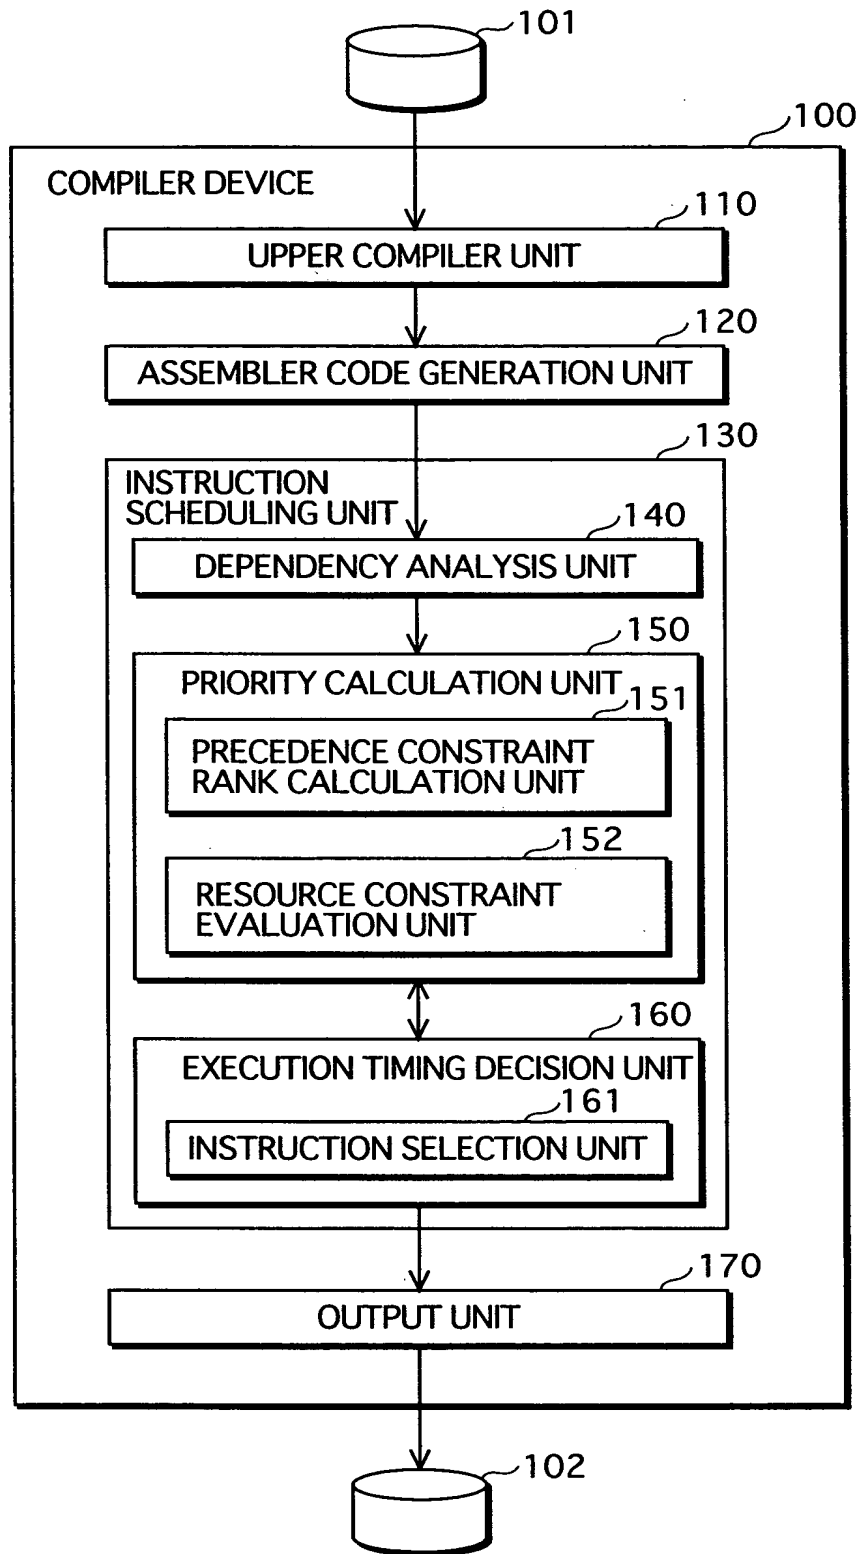 101
100
COMPILER DEVICE
110
UPPER COMPILER UNIT
120
ASSEMBLER CODE GENERATION UNIT
130
INSTRUCTION
SCHEDULING UNIT
140
DEPENDENCY ANALYSIS UNIT
150
PRIORITY CALCULATION UNIT
151
PRECEDENCE CONSTRAINT
RANK CALCULATION UNIT
152
RESOURCE CONSTRAINT
EVALUATION UNIT
160
EXECUTION TIMING DECISION UNIT
161
INSTRUCTION SELECTION UNIT
170
OUTPUT UNIT
102